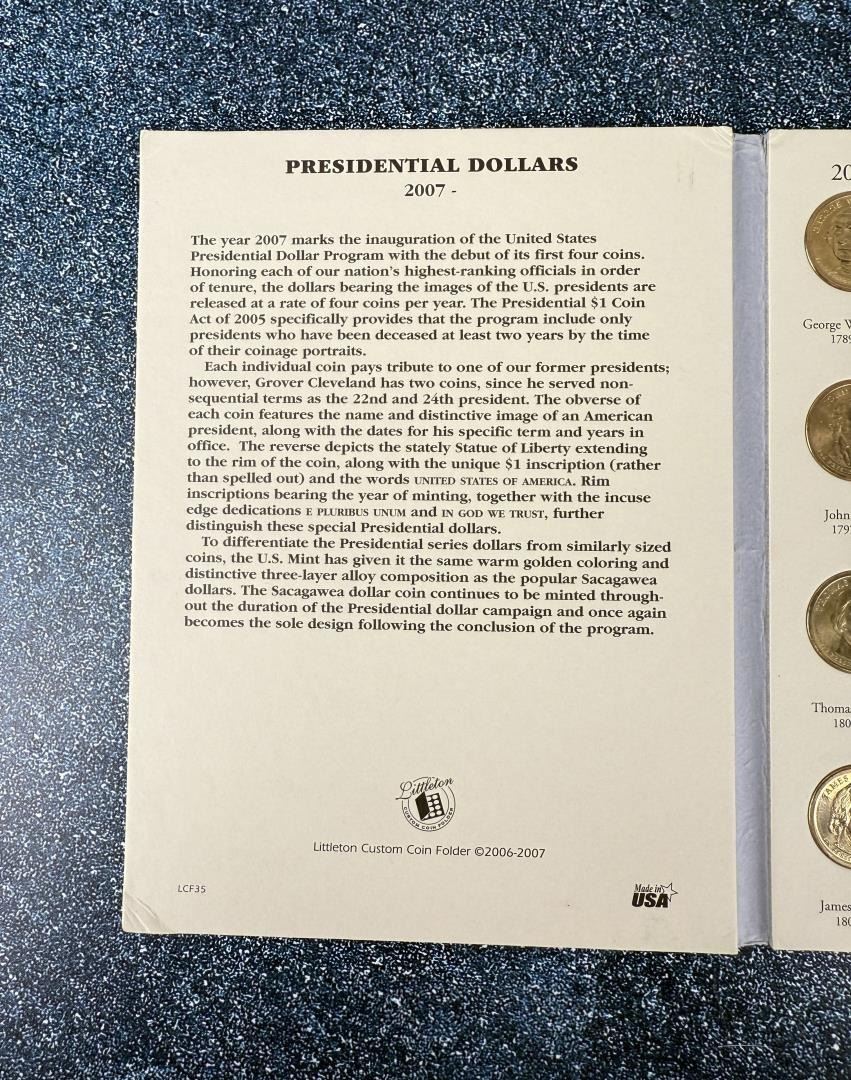 PRESIDENTIAL DOLLARS
2007 -
The year 2007 marks the inauguration of the United States
Presidential Dollar Program with the debut of its first four coins.
Honoring each of our nation's highest-ranking officials in order
of tenure, the dollars bearing the images of the U.S. presidents are
released at a rate of four coins per year. The Presidential $1 Coin
Act of 2005 specifically provides that the program include only
presidents who have been deceased at least two years by the time
of their coinage portraits.
Each individual coin pays tribute to one of our former presidents;
however, Grover Cleveland has two coins, since he served non-
sequential terms as the 22nd and 24th president. The obverse of
each coin features the name and distinctive image of an American
president, along with the dates for his specific term and years in
office. The reverse depicts the stately Statue of Liberty extending
to the rim of the coin, along with the unique $1 inscription (rather
than spelled out) and the words UNITED STATES OF AMERICA. Rim
inscriptions bearing the year of minting, together with the incuse
edge dedications E PLURIBUS UNUM and IN GOD WE TRUST, further
distinguish these special Presidential dollars.
To differentiate the Presidential series dollars from similarly sized
coins, the U.S. Mint has given it the same warm golden coloring and
distinctive three-layer alloy composition as the popular Sacagawea
dollars. The Sacagawea dollar coin continues to be minted through-
out the duration of the Presidential dollar campaign and once again
becomes the sole design following the conclusion of the program.
Littleton
CUSTOM COIN FOLDER
Littleton Custom Coin Folder ©2006-2007
LCF35
Made in
USA
20
George W
1789
John
179
Thoma
180
JAMES
James
180